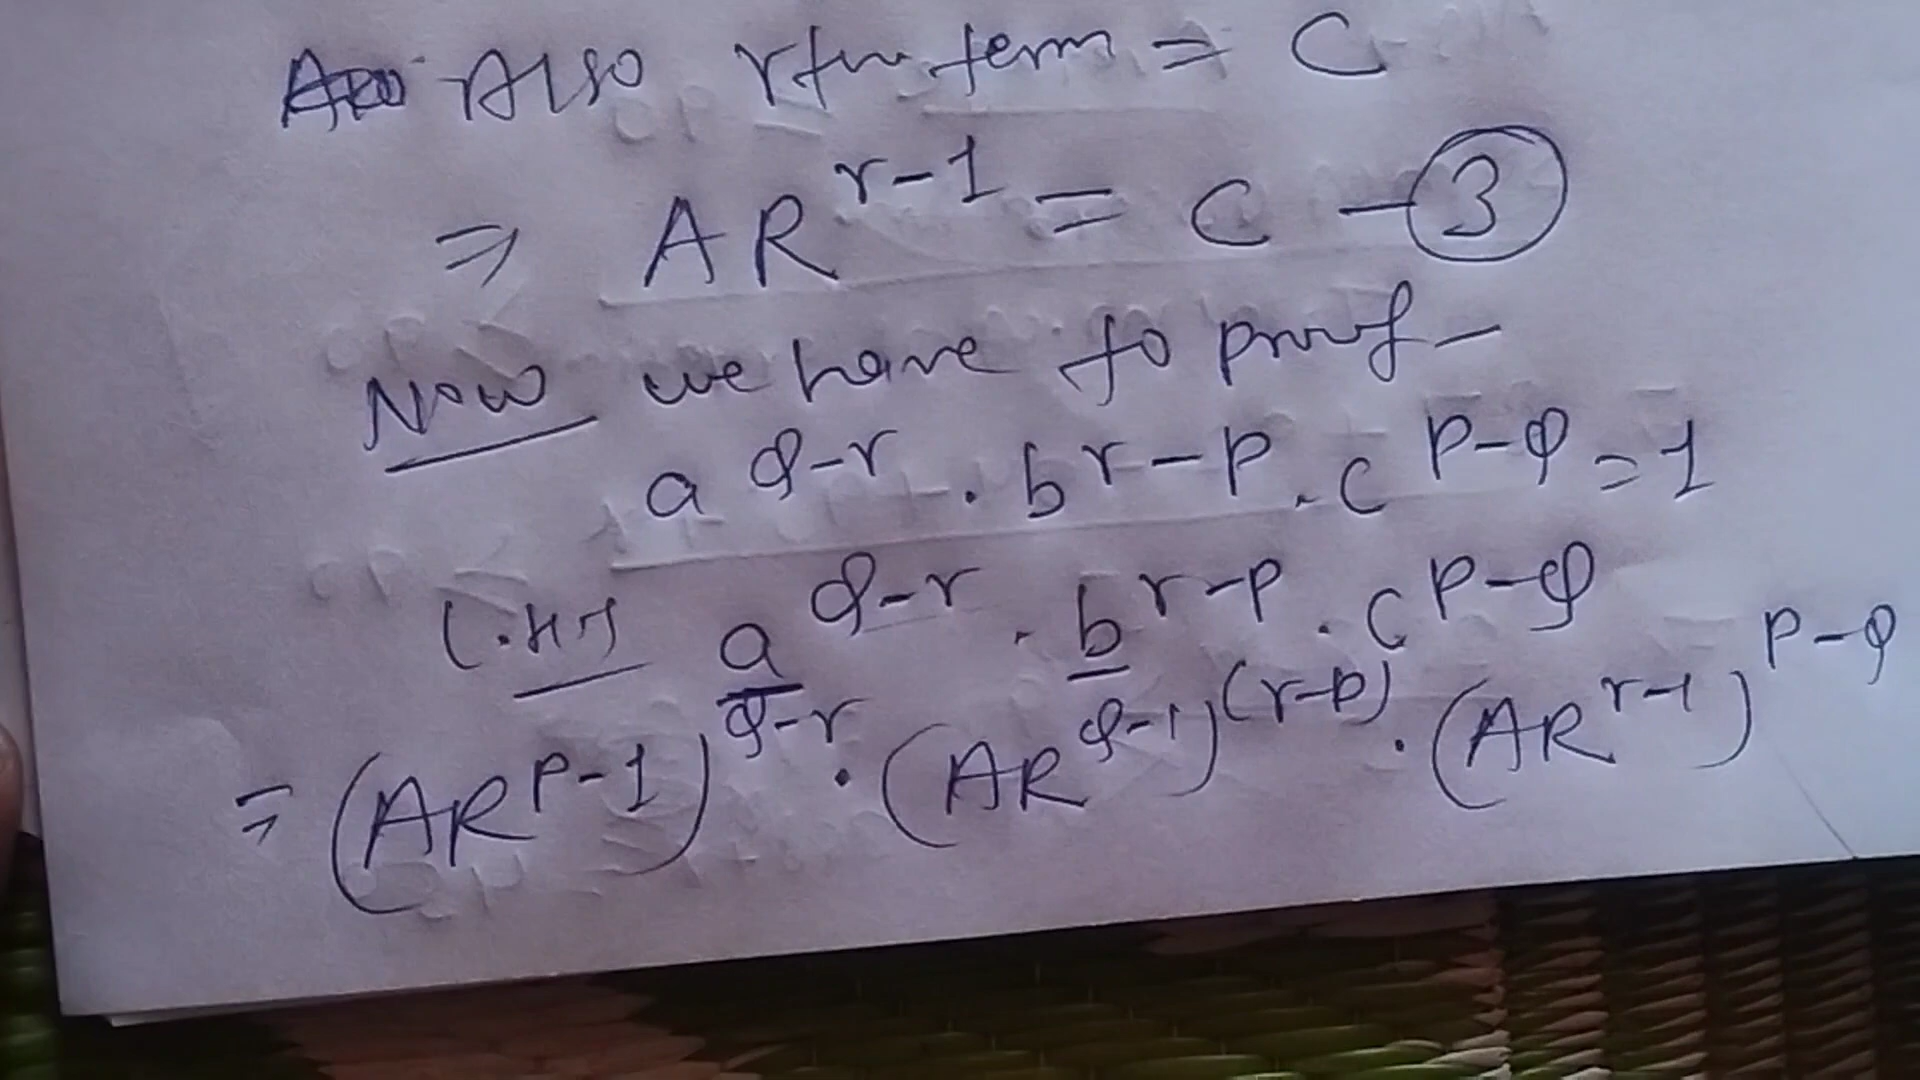 Also rth term = C
⇒ AR^{r-1} = C - ③
Now we have to proof -
a^{q-r} . b^{r-p} . c^{p-q} = 1
L.H.S a^{q-r} . b^{r-p} . c^{p-q}
= (AR^{p-1})^{q-r} . (AR^{q-1})^{(r-p)} . (AR^{r-1})^{p-q}